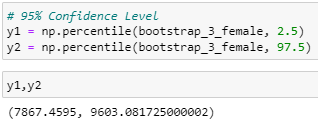 # 95% Confidence Level
y1 = np.percentile(bootstrap_3_female, 2.5)
y2 = np.percentile(bootstrap_3_female, 97.5)
y1,y2
(7867.4595, 9603.081725000002)